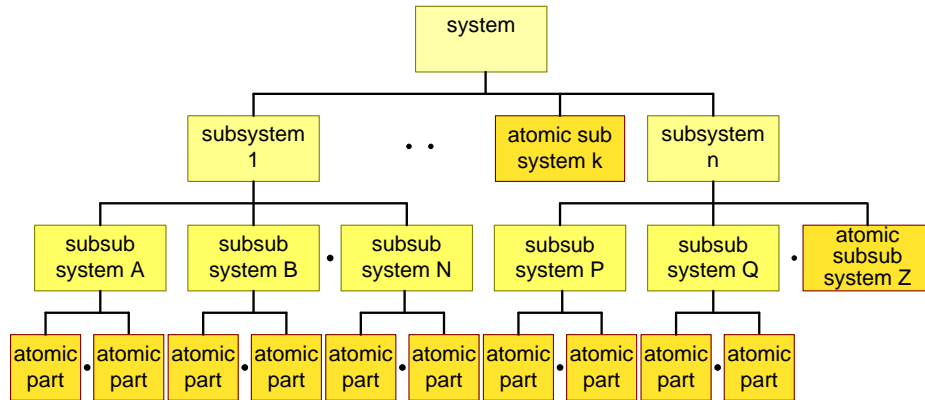 system
subsystem
1
. .
atomic sub
system k
subsystem
n
subsub
system A
subsub
system B
.
subsub
system N
subsub
system P
subsub
system Q
.
atomic
subsub
system Z
atomic
part
.
atomic
part
atomic
part
.
atomic
part
atomic
part
.
atomic
part
atomic
part
.
atomic
part
atomic
part
.
atomic
part